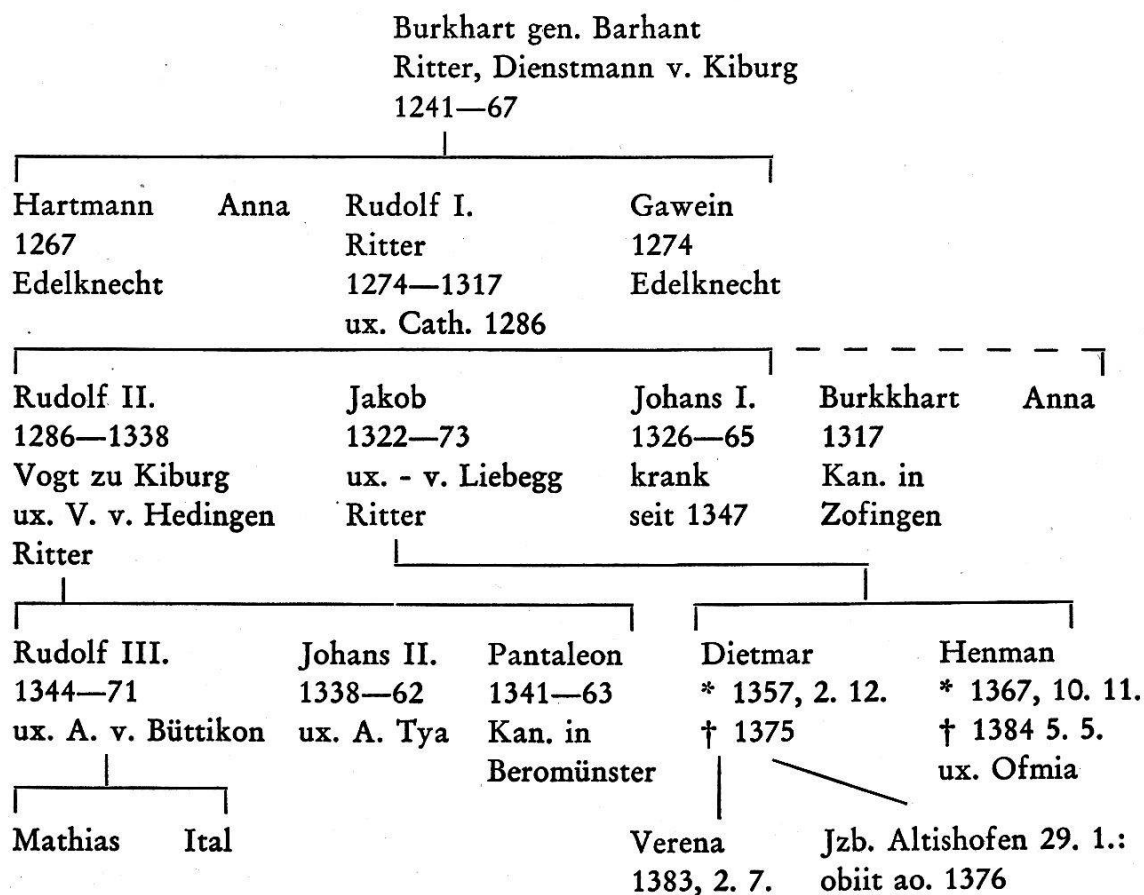 Burkhart gen. Barhant
Ritter, Dienstmann v. Kiburg
1241—67
Hartmann Anna Rudolf I. Gawein
1267 Ritter 1274
Edelknecht 1274—1317 Edelknecht
ux. Cath. 1286
Rudolf II. Jakob Johans I. Burkkhart Anna
1286—1338 1322—73 1326—65 1317
Vogt zu Kiburg ux. - v. Liebegg krank Kan. in
ux. V. v. Hedingen Ritter seit 1347 Zofingen
Ritter
Rudolf III. Johans II. Pantaleon Dietmar Henman
1344—71 1338—62 1341—63 * 1357, 2. 12. * 1367, 10. 11.
ux. A. v. Büttikon ux. A. Tya Kan. in † 1375 † 1384 5. 5.
Beromünster ux. Ofmia
Mathias Ital Verena Jzb. Altishofen 29. 1.:
1383, 2. 7. obiit ao. 1376